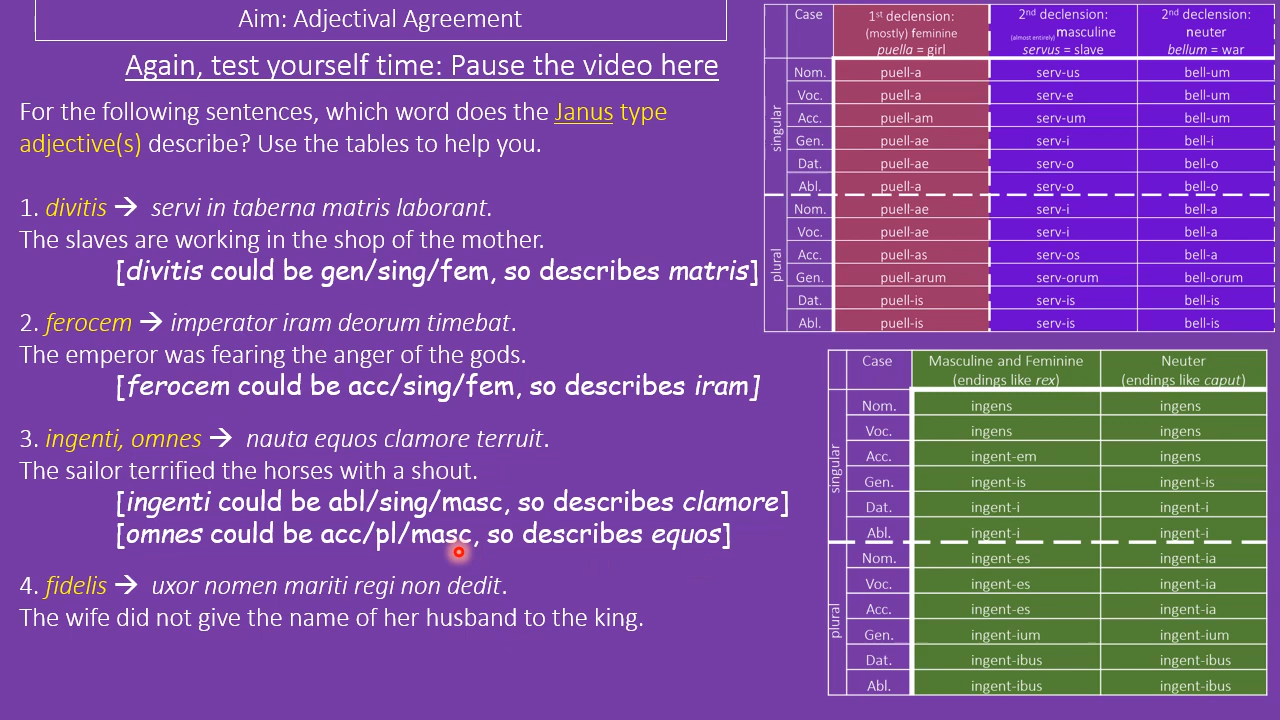 Aim: Adjectival Agreement
Again, test yourself time: Pause the video here
For the following sentences, which word does the Janus type
adjective(s) describe? Use the tables to help you.
1. divitis → servi in taberna matris laborant.
The slaves are working in the shop of the mother.
[divitis could be gen/sing/fem, so describes matris]
2. ferocem → imperator iram deorum timebat.
The emperor was fearing the anger of the gods.
[ferocem could be acc/sing/fem, so describes iram]
3. ingenti, omnes → nauta equos clamore terruit.
The sailor terrified the horses with a shout.
[ingenti could be abl/sing/masc, so describes clamore]
[omnes could be acc/pl/masc, so describes equos]
4. fidelis → uxor nomen mariti regi non dedit.
The wife did not give the name of her husband to the king.
Case
1st declension:
(mostly) feminine
puella = girl
2nd declension:
(almost entirely) masculine
servus = slave
2nd declension:
neuter
bellum = war
singular
Nom. puell-a serv-us bell-um
Voc. puell-a serv-e bell-um
Acc. puell-am serv-um bell-um
Gen. puell-ae serv-i bell-i
Dat. puell-ae serv-o bell-o
Abl. puell-a serv-o bell-o
plural
Nom. puell-ae serv-i bell-a
Voc. puell-ae serv-i bell-a
Acc. puell-as serv-os bell-a
Gen. puell-arum serv-orum bell-orum
Dat. puell-is serv-is bell-is
Abl. puell-is serv-is bell-is
Case
Masculine and Feminine
(endings like rex)
Neuter
(endings like caput)
singular
Nom. ingens ingens
Voc. ingens ingens
Acc. ingent-em ingens
Gen. ingent-is ingent-is
Dat. ingent-i ingent-i
Abl. ingent-i ingent-i
plural
Nom. ingent-es ingent-ia
Voc. ingent-es ingent-ia
Acc. ingent-es ingent-ia
Gen. ingent-ium ingent-ium
Dat. ingent-ibus ingent-ibus
Abl. ingent-ibus ingent-ibus